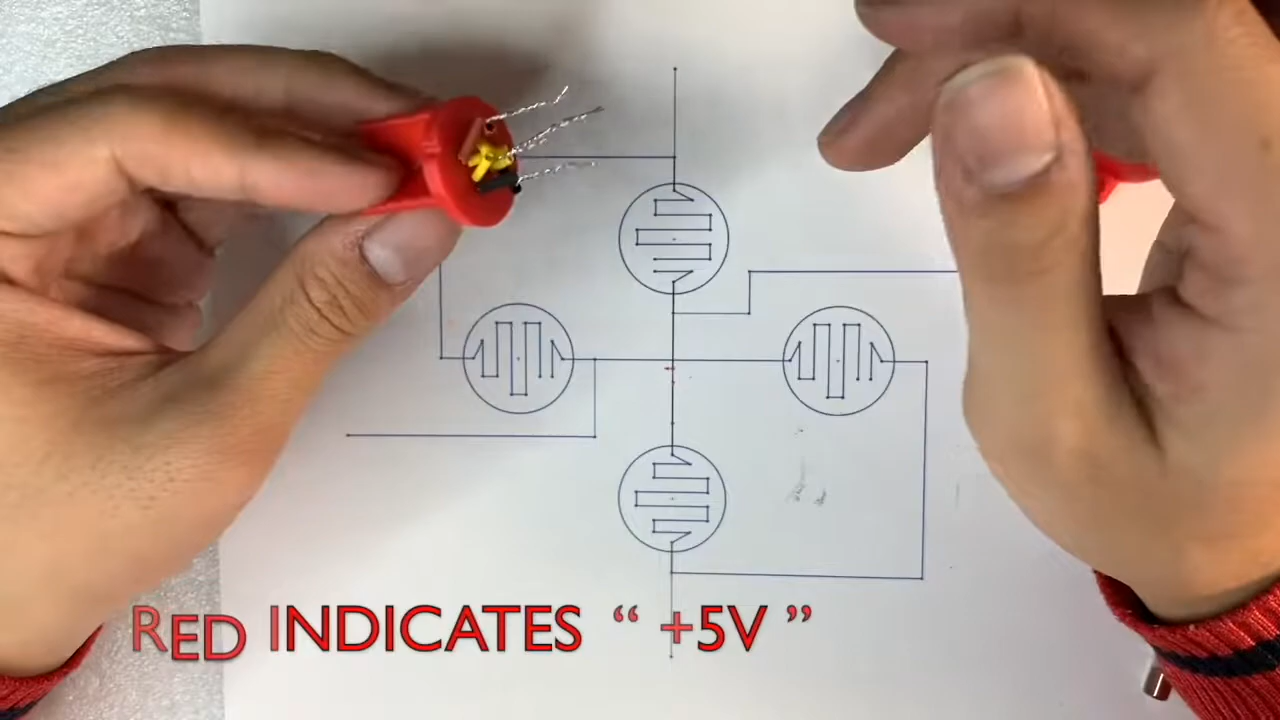 RED INDICATES “ +5V ”